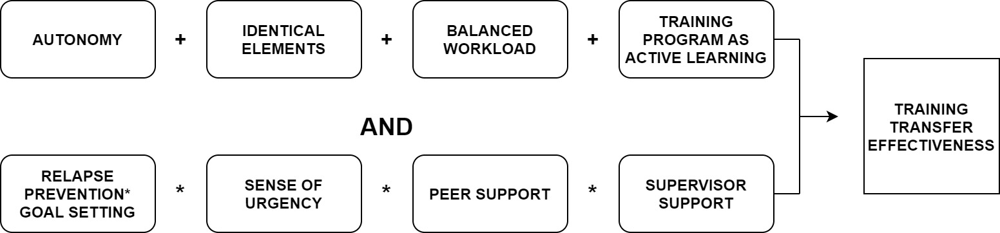 AUTONOMY
+
IDENTICAL
ELEMENTS
+
BALANCED
WORKLOAD
+
TRAINING
PROGRAM AS
ACTIVE LEARNING
AND
RELAPSE
PREVENTION*
GOAL SETTING
*
SENSE OF
URGENCY
*
PEER SUPPORT
*
SUPERVISOR
SUPPORT
TRAINING
TRANSFER
EFFECTIVENESS